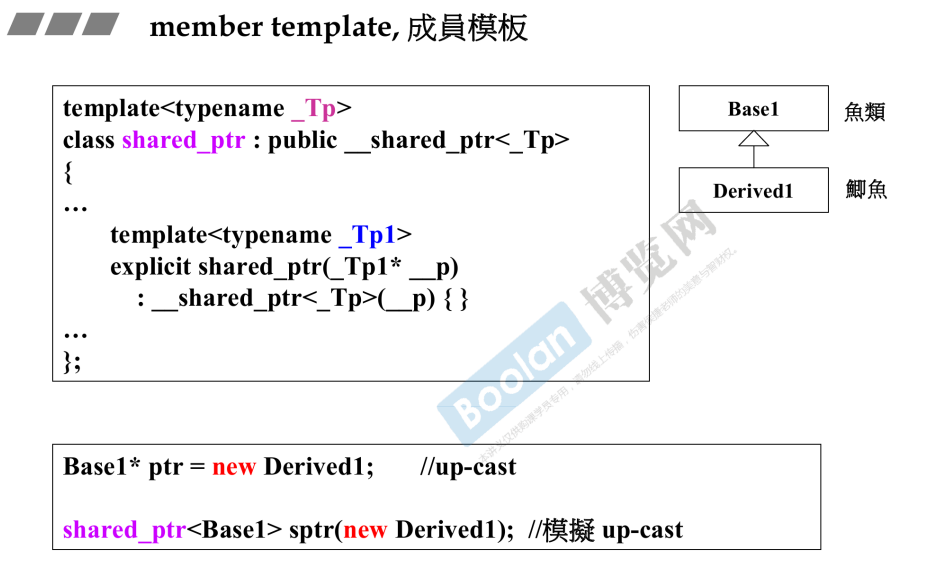 member template, 成員模板
template<typename _Tp>
class shared_ptr : public __shared_ptr<_Tp>
{
…
template<typename _Tp1>
explicit shared_ptr(_Tp1* __p)
: __shared_ptr<_Tp>(__p) { }
…
};
Base1
魚類
Derived1
鯽魚
Boolan 博览网
Base1* ptr = new Derived1; //up-cast
shared_ptr<Base1> sptr(new Derived1); //模擬 up-cast